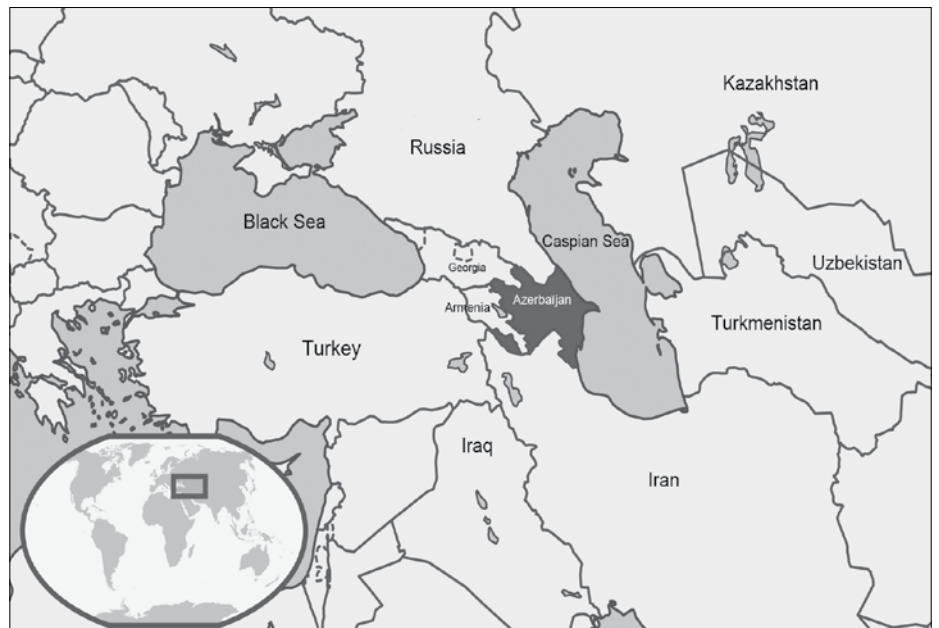 Kazakhstan
Russia
Black Sea
Caspian Sea
Georgia
Uzbekistan
Armenia
Azerbaijan
Turkmenistan
Turkey
Iraq
Iran